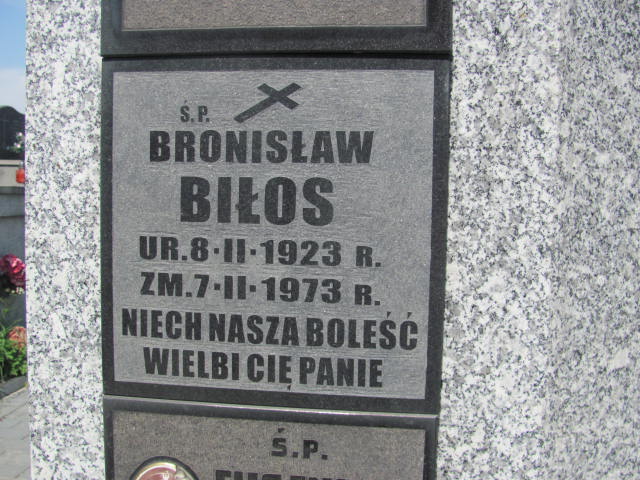 Ś.P.
BRONISŁAW
BIŁOS
UR.8·II·1923 R.
ZM.7·II·1973 R.
NIECH NASZA BOLEŚĆ
WIELBI CIĘ PANIE
Ś.P.